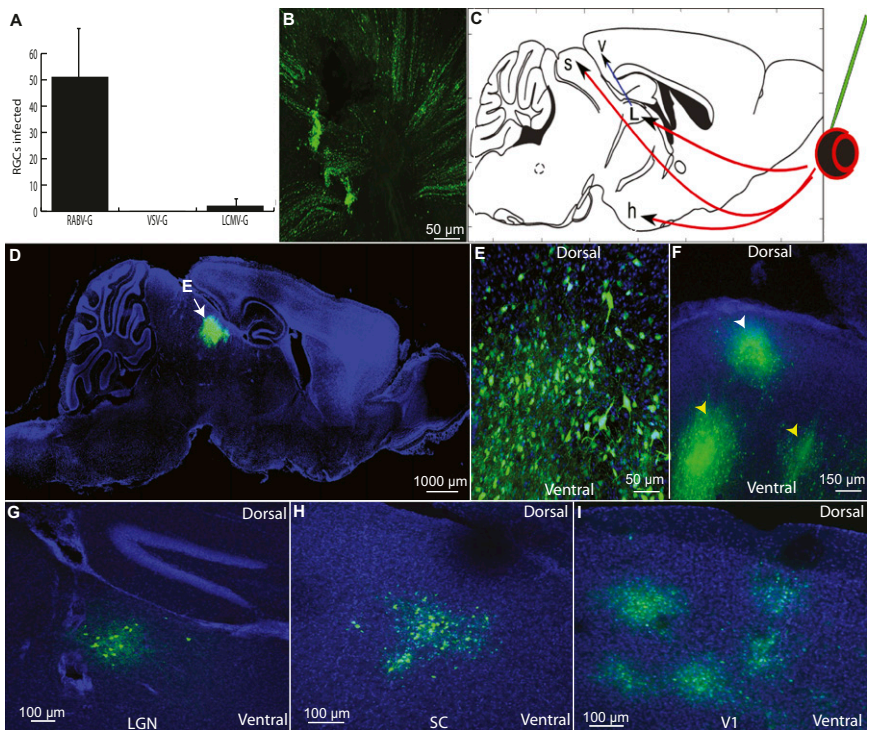 A
RGCs infected
60
50
40
30
20
10
0
RABV-G
VSV-G
LCMV-G
B
50 µm
C
S
V
L
h
D
E
1000 µm
E
Dorsal
Ventral
50 µm
F
Dorsal
Ventral
150 µm
G
Dorsal
100 µm
LGN
Ventral
H
Dorsal
100 µm
SC
Ventral
I
Dorsal
100 µm
V1
Ventral